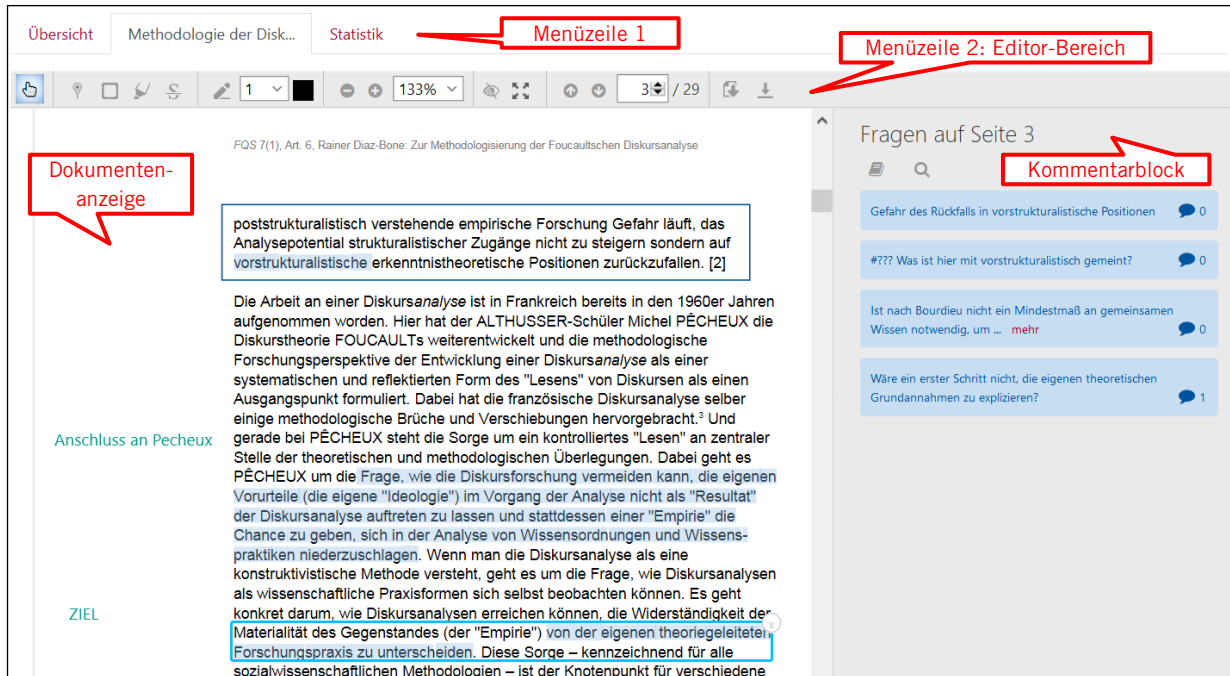 Übersicht
Methodologie der Disk...
Statistik
Menüzeile 1
Menüzeile 2: Editor-Bereich
1
133%
3 / 29
FQS 7(1), Art. 6, Rainer Diaz-Bone: Zur Methodologisierung der Foucaultschen Diskursanalyse
Dokumenten-
anzeige
poststrukturalistisch verstehende empirische Forschung Gefahr läuft, das
Analysepotential strukturalistischer Zugänge nicht zu steigern sondern auf
vorstrukturalistische erkenntnistheoretische Positionen zurückzufallen. [2]
Die Arbeit an einer Diskursanalyse ist in Frankreich bereits in den 1960er Jahren
aufgenommen worden. Hier hat der ALTHUSSER-Schüler Michel PÊCHEUX die
Diskurstheorie FOUCAULTs weiterentwickelt und die methodologische
Forschungsperspektive der Entwicklung einer Diskursanalyse als einer
systematischen und reflektierten Form des "Lesens" von Diskursen als einen
Ausgangspunkt formuliert. Dabei hat die französische Diskursanalyse selber
einige methodologische Brüche und Verschiebungen hervorgebracht.³ Und
Anschluss an Pecheux
gerade bei PÊCHEUX steht die Sorge um ein kontrolliertes "Lesen" an zentraler
Stelle der theoretischen und methodologischen Überlegungen. Dabei geht es
PÊCHEUX um die Frage, wie die Diskursforschung vermeiden kann, die eigenen
Vorurteile (die eigene "Ideologie") im Vorgang der Analyse nicht als "Resultat"
der Diskursanalyse auftreten zu lassen und stattdessen einer "Empirie" die
Chance zu geben, sich in der Analyse von Wissensordnungen und Wissens-
praktiken niederzuschlagen. Wenn man die Diskursanalyse als eine
konstruktivistische Methode versteht, geht es um die Frage, wie Diskursanalysen
als wissenschaftliche Praxisformen sich selbst beobachten können. Es geht
ZIEL
konkret darum, wie Diskursanalysen erreichen können, die Widerständigkeit der
Materialität des Gegenstandes (der "Empirie") von der eigenen theoriegeleiteten
x
Forschungspraxis zu unterscheiden. Diese Sorge – kennzeichnend für alle
sozialwissenschaftlichen Methodologien – ist der Knotenpunkt für verschiedene
Fragen auf Seite 3
Kommentarblock
Gefahr des Rückfalls in vorstrukturalistische Positionen 0
#??? Was ist hier mit vorstrukturalistisch gemeint? 0
Ist nach Bourdieu nicht ein Mindestmaß an gemeinsamen
Wissen notwendig, um ... mehr 0
Wäre ein erster Schritt nicht, die eigenen theoretischen
Grundannahmen zu explizieren? 1